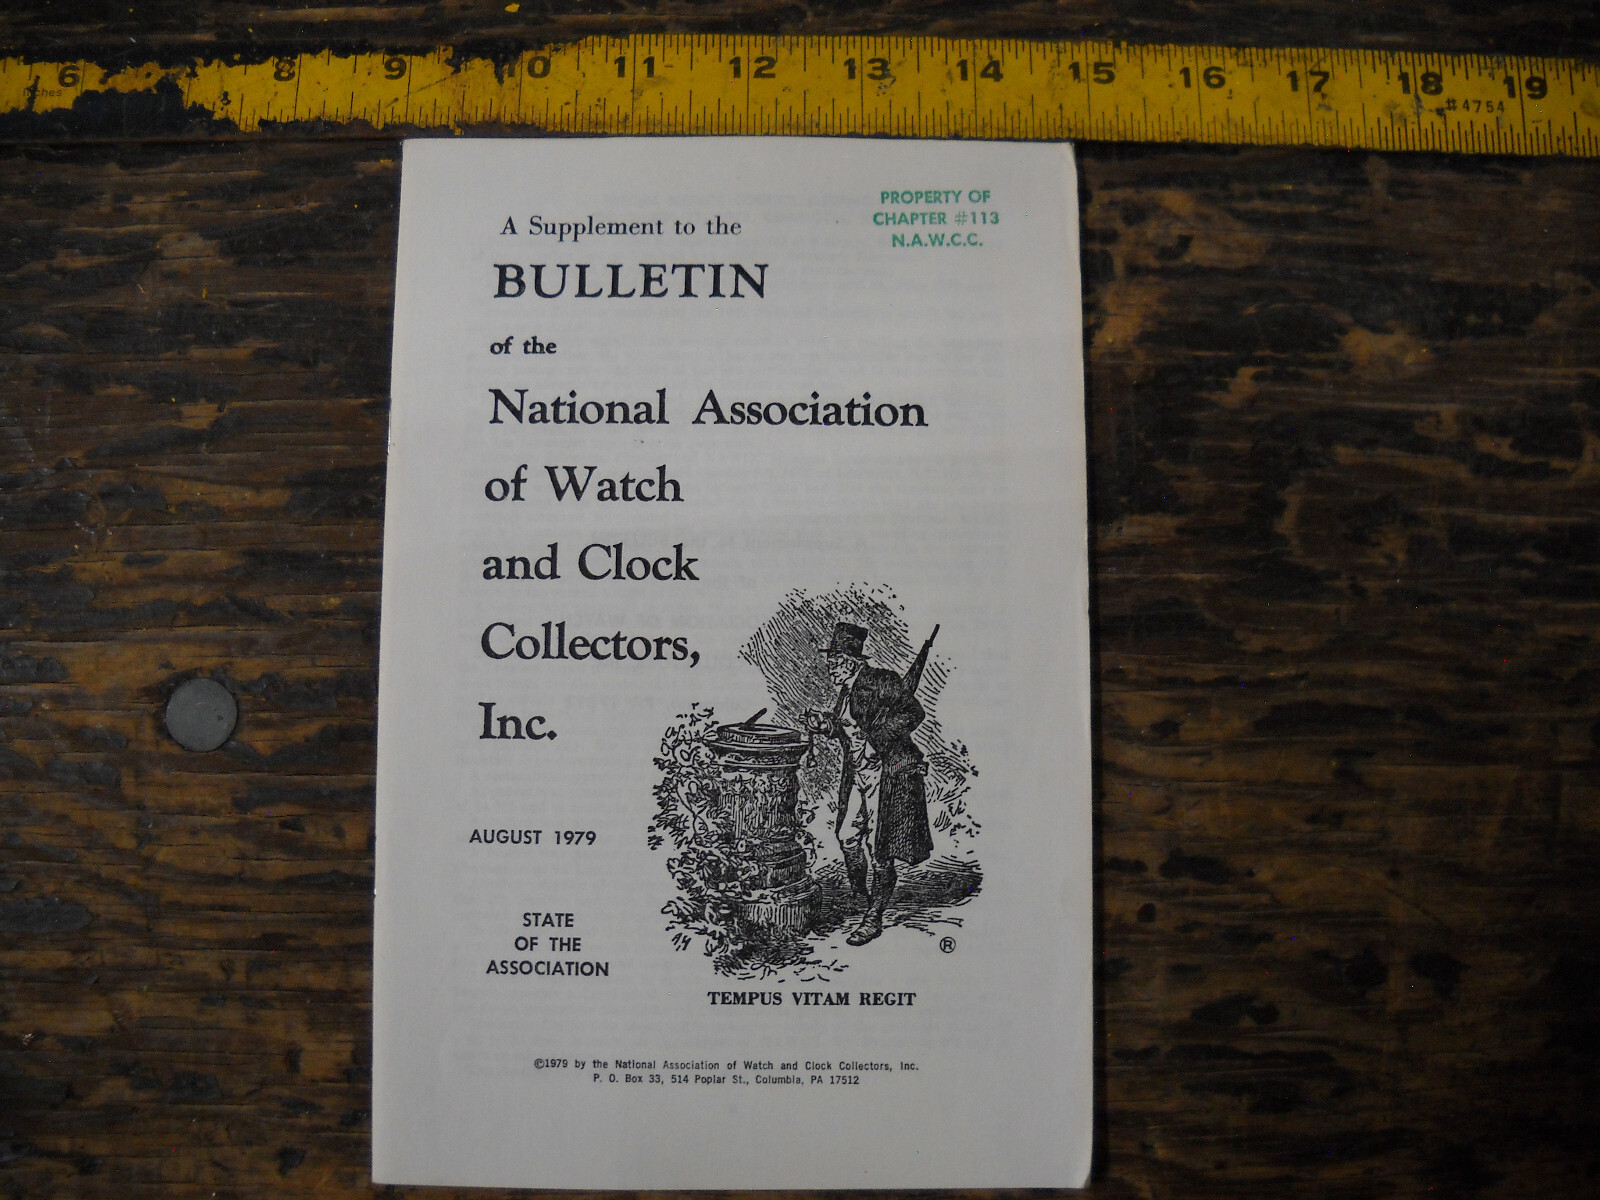 6 8 9 10 11 12 13 14 15 16 17 18 19
inches
#4754
PROPERTY OF
CHAPTER #113
N.A.W.C.C.
A Supplement to the
BULLETIN
of the
National Association
of Watch
and Clock
Collectors,
Inc.
AUGUST 1979
STATE
OF THE
ASSOCIATION
®
TEMPUS VITAM REGIT
©1979 by the National Association of Watch and Clock Collectors, Inc.
P. O. Box 33, 514 Poplar St., Columbia, PA 17512